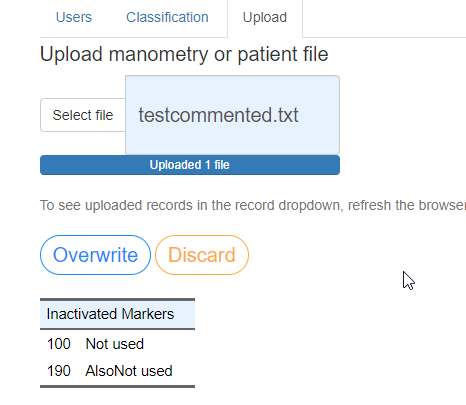 Users Classification Upload
Upload manometry or patient file
Select file testcommented.txt
Uploaded 1 file
To see uploaded records in the record dropdown, refresh the browser
Overwrite Discard
Inactivated Markers
100 Not used
190 AlsoNot used